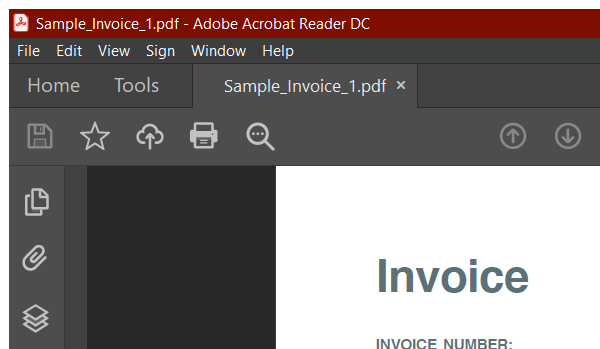 Sample_Invoice_1.pdf - Adobe Acrobat Reader DC
File Edit View Sign Window Help
Home Tools Sample_Invoice_1.pdf ×
Invoice
INVOICE NUMBER: